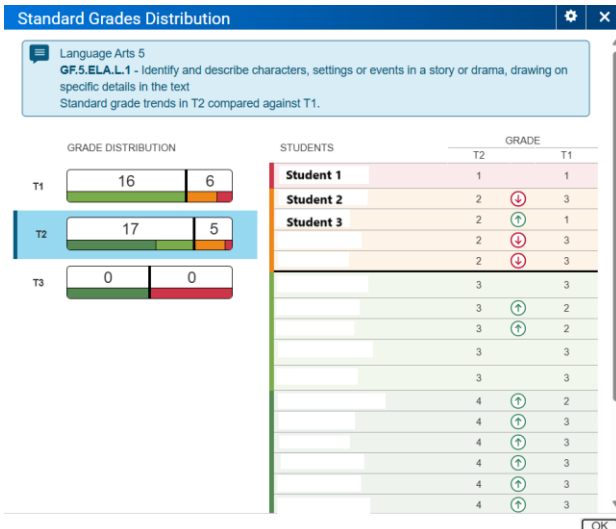 Standard Grades Distribution
Language Arts 5
GF.5.ELA.L.1 - Identify and describe characters, settings or events in a story or drama, drawing on
specific details in the text
Standard grade trends in T2 compared against T1.
GRADE DISTRIBUTION
T1 16 6
T2 17 5
T3 0 0
STUDENTS GRADE
T2 T1
Student 1 1 1
Student 2 2 3
Student 3 2 1
2 3
2 3
3 3
3 2
3 2
3 3
3 3
4 2
4 3
4 3
4 3
4 3
4 3
OK